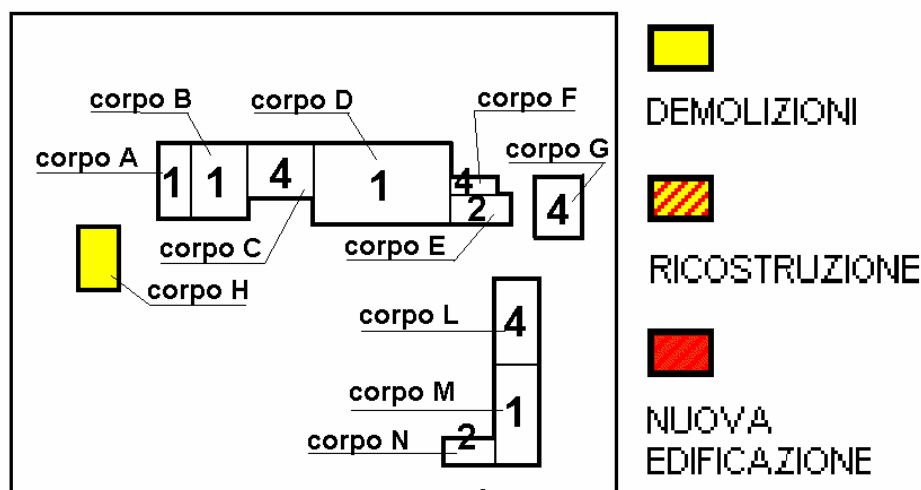 corpo B
corpo D
corpo F
corpo A
corpo G
1
1
4
1
4
2
4
corpo C
corpo E
corpo H
corpo L
4
corpo M
1
corpo N
2
DEMOLIZIONI
RICOSTRUZIONE
NUOVA
EDIFICAZIONE